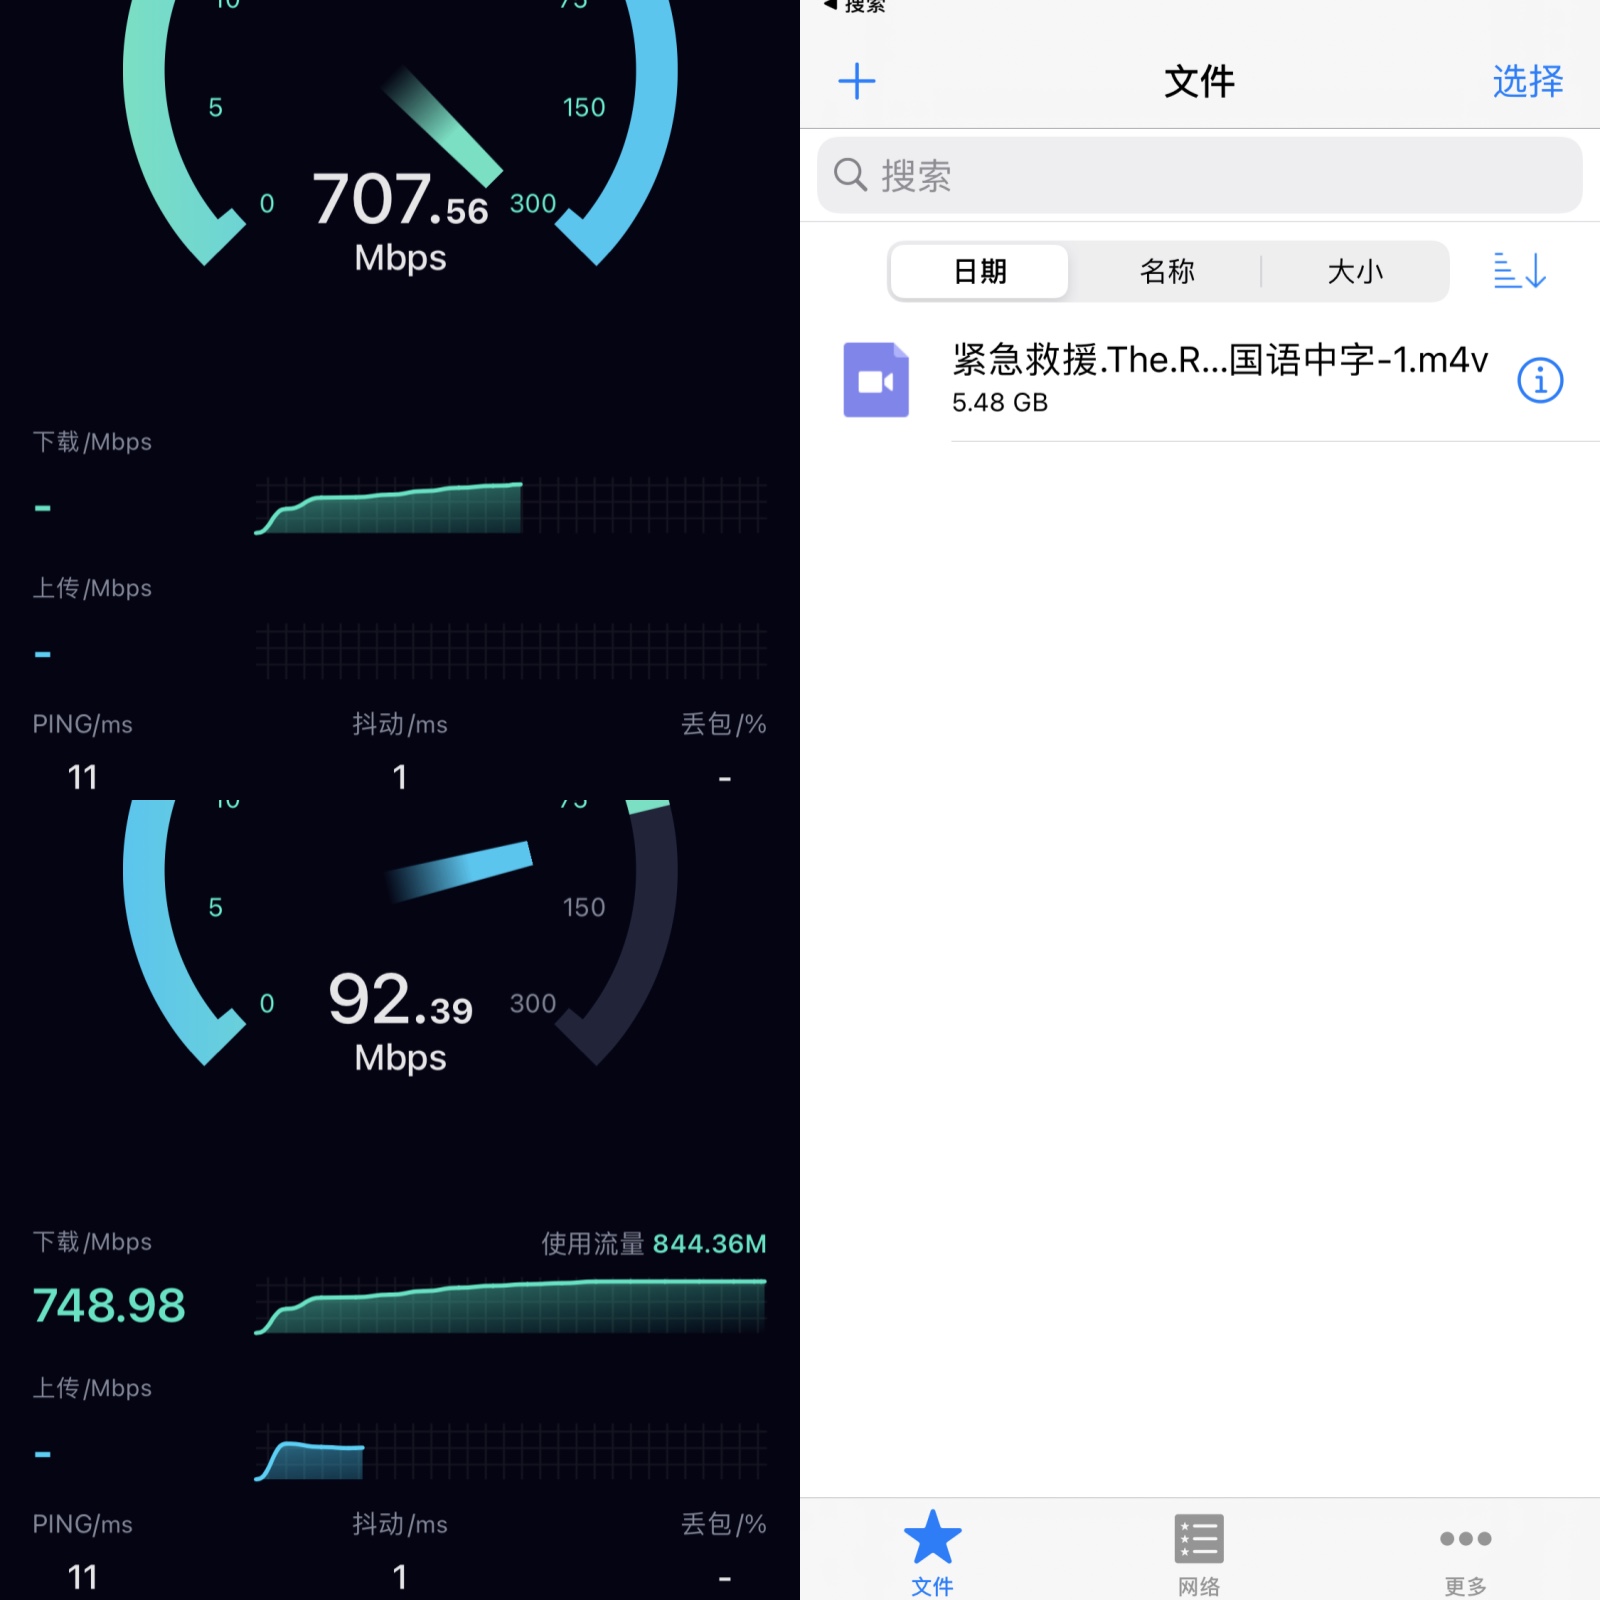 10
75
5
150
0
707.56
300
Mbps
下载/Mbps
-
上传/Mbps
-
PING/ms
抖动/ms
丢包/%
11
1
-
10
75
5
150
0
92.39
300
Mbps
下载/Mbps
使用流量 844.36M
748.98
上传/Mbps
-
PING/ms
抖动/ms
丢包/%
11
1
-
◀ 搜索
文件
选择
搜索
日期
名称
大小
紧急救援.The.R...国语中字-1.m4v
5.48 GB
文件
网络
更多